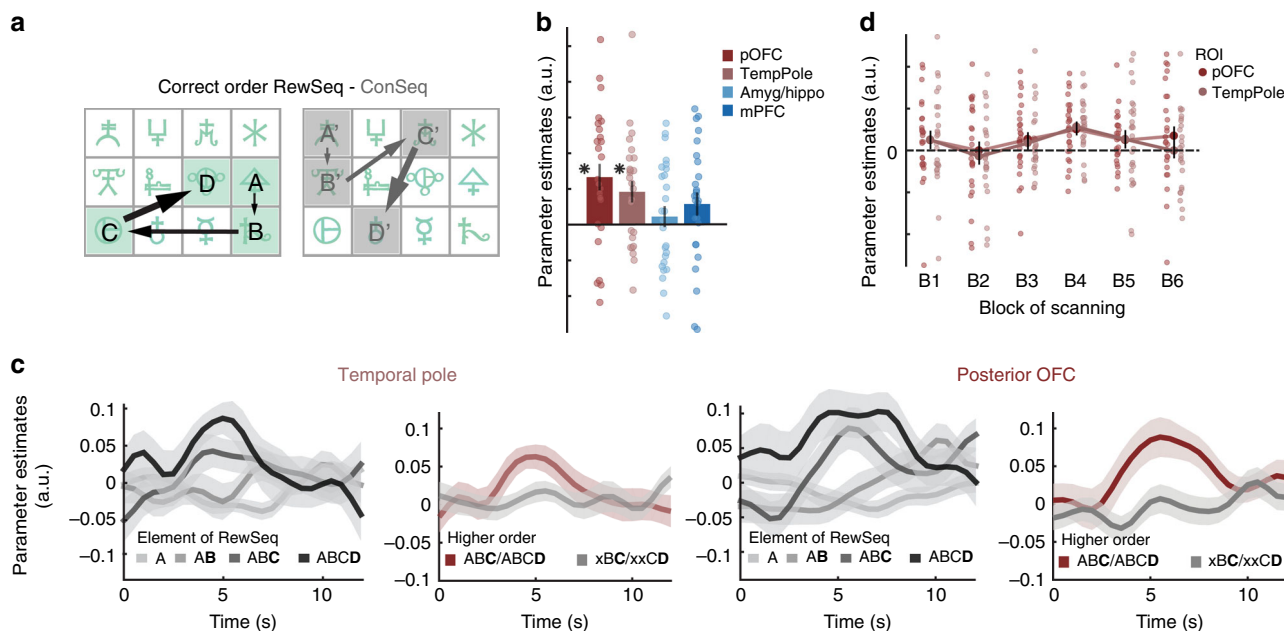 a
Correct order RewSeq - ConSeq
D
A
C
B
A'
C'
B'
D'
b
Parameter estimates (a.u.)
pOFC
TempPole
Amyg/hippo
mPFC
*
*
d
Parameter estimates (a.u.)
0
ROI
pOFC
TempPole
B1 B2 B3 B4 B5 B6
Block of scanning
c
Temporal pole
Parameter estimates
(a.u.)
0.1
0.05
0
−0.05
−0.1
Element of RewSeq
A AB ABC ABCD
0 5 10
Time (s)
0.1
0.05
0
−0.05
−0.1
Higher order
ABC/ABCD xBC/xxCD
0 5 10
Time (s)
Posterior OFC
0.1
0.05
0
−0.05
−0.1
Element of RewSeq
A AB ABC ABCD
0 5 10
Time (s)
0.1
0.05
0
−0.05
−0.1
Higher order
ABC/ABCD xBC/xxCD
0 5 10
Time (s)